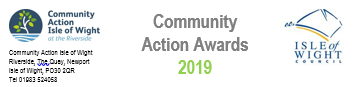 Community
Action
Isle of Wight
at the Riverside
Community Action Isle of Wight
Riverside, The Quay, Newport
Isle of Wight, PO30 2QR
Tel 01983 524058
Community
Action Awards
2019
ISLE of
WIGHT
COUNCIL